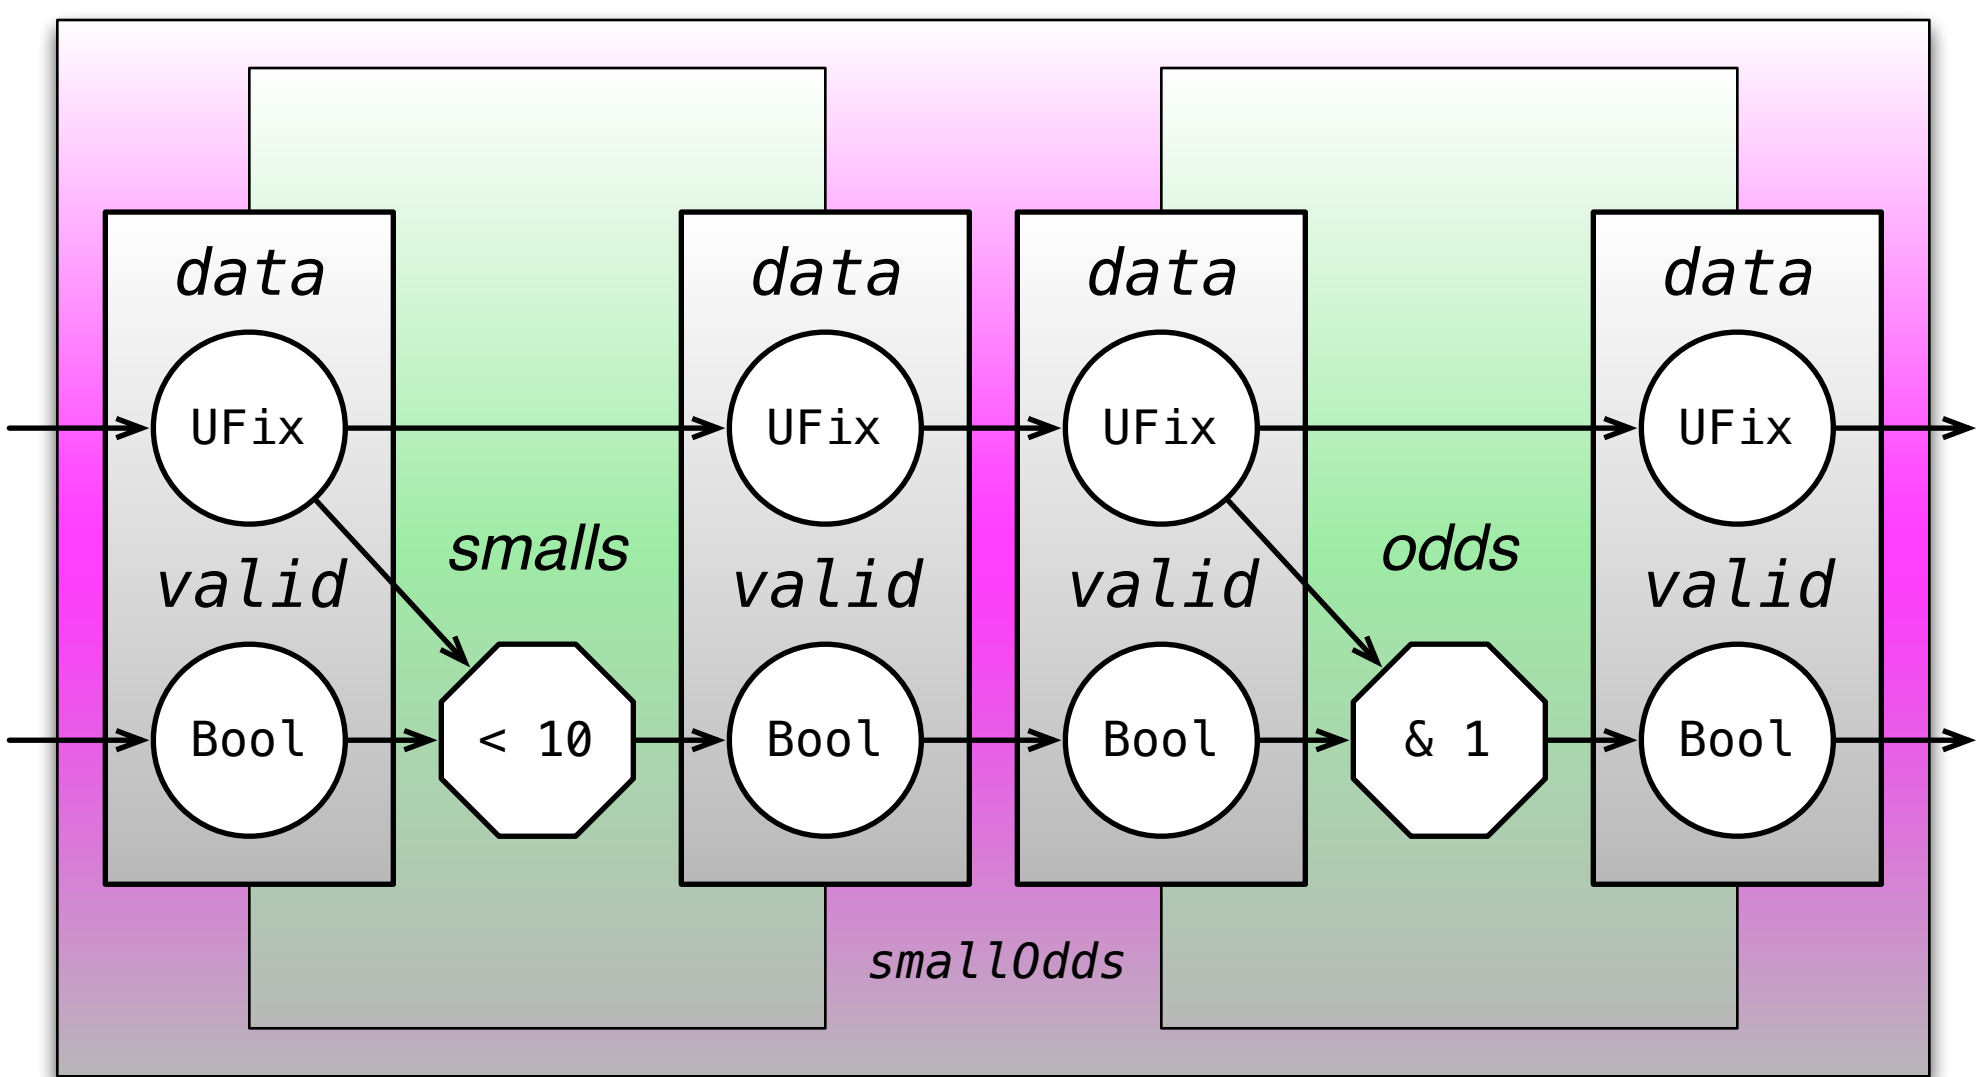 data data data data
UFix UFix UFix UFix
smalls odds
valid valid valid valid
Bool < 10 Bool Bool & 1 Bool
smallOdds